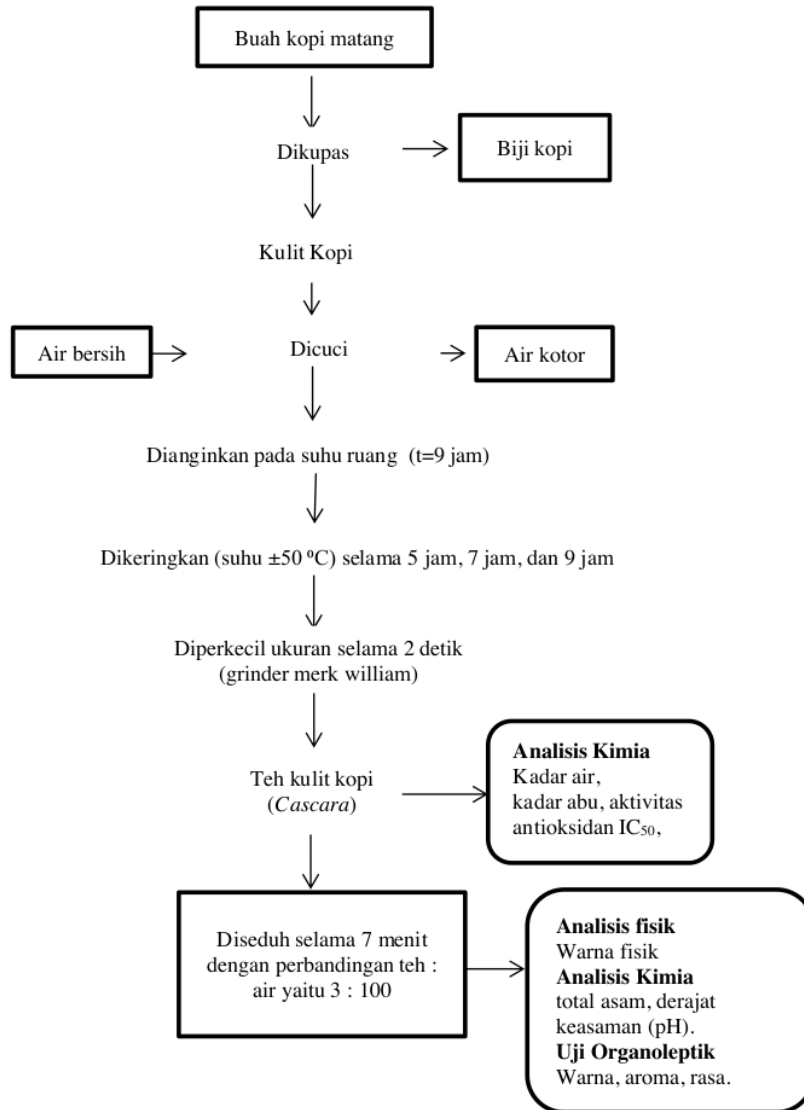 Buah kopi matang
Dikupas
Biji kopi
Kulit Kopi
Air bersih
Dicuci
Air kotor
Dianginkan pada suhu ruang (t=9 jam)
Dikeringkan (suhu ±50 ⁰C) selama 5 jam, 7 jam, dan 9 jam
Diperkecil ukuran selama 2 detik
(grinder merk william)
Teh kulit kopi
(Cascara)
Analisis Kimia
Kadar air,
kadar abu, aktivitas
antioksidan IC₅₀,
Diseduh selama 7 menit
dengan perbandingan teh :
air yaitu 3 : 100
Analisis fisik
Warna fisik
Analisis Kimia
total asam, derajat
keasaman (pH).
Uji Organoleptik
Warna, aroma, rasa.